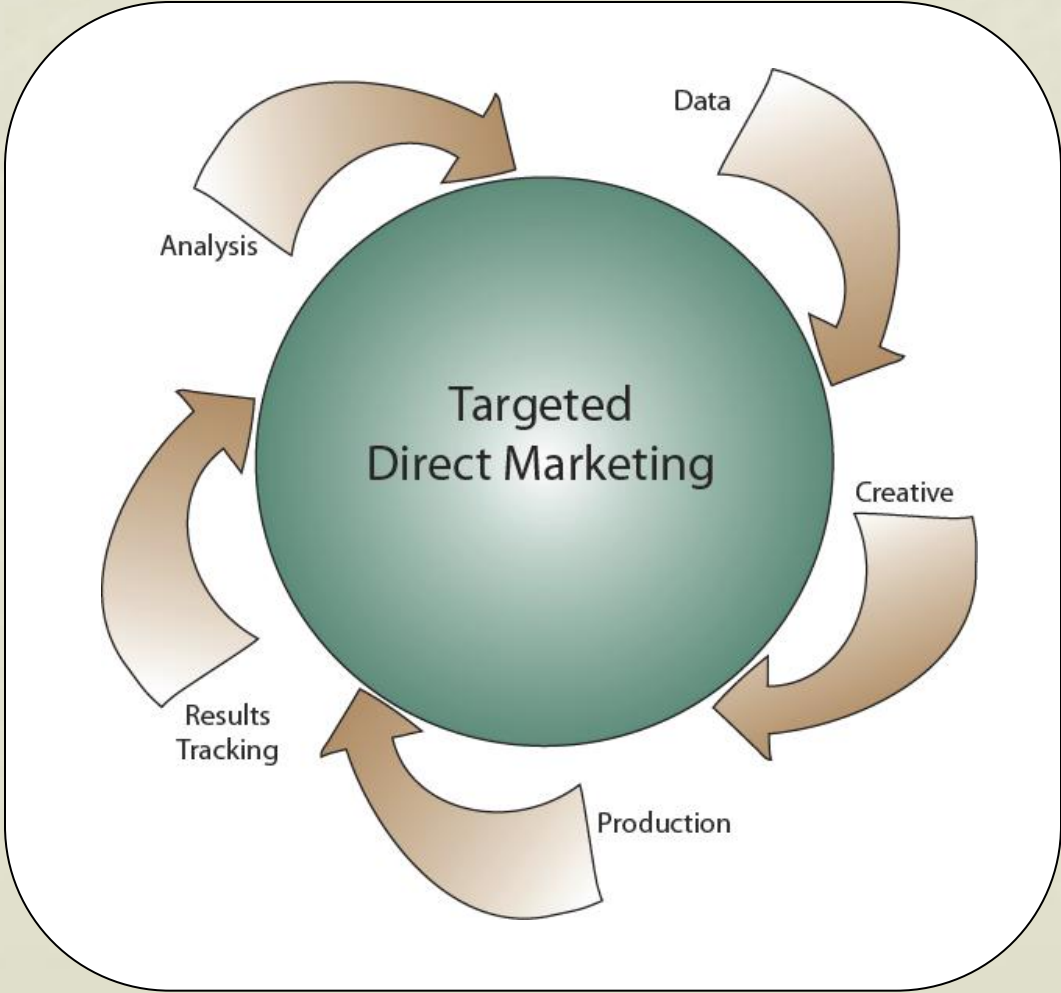 Data
Analysis
Targeted
Direct Marketing
Creative
Results
Tracking
Production